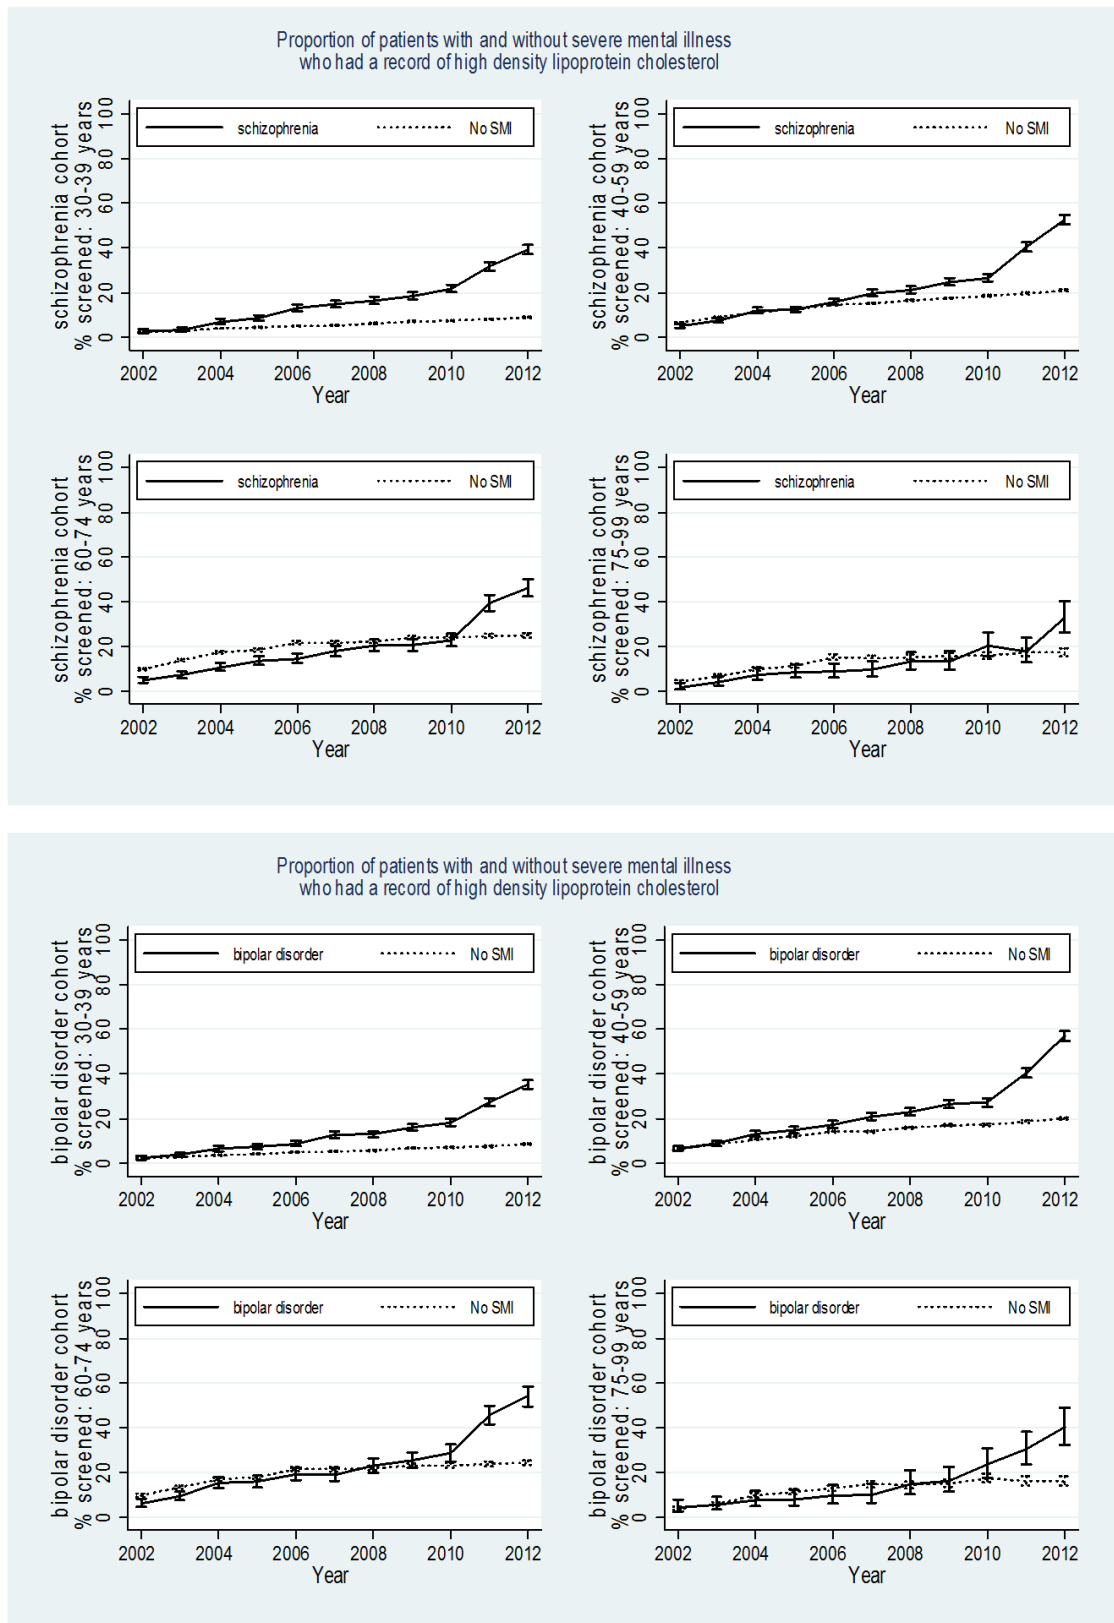 Proportion of patients with and without severe mental illness
who had a record of high density lipoprotein cholesterol
schizophrenia cohort
% screened: 30-39 years
0 20 40 60 80 100
schizophrenia No SMI
2002 2004 2006 2008 2010 2012
Year
schizophrenia cohort
% screened: 40-59 years
0 20 40 60 80 100
schizophrenia No SMI
2002 2004 2006 2008 2010 2012
Year
schizophrenia cohort
% screened: 60-74 years
0 20 40 60 80 100
schizophrenia No SMI
2002 2004 2006 2008 2010 2012
Year
schizophrenia cohort
% screened: 75-99 years
0 20 40 60 80 100
schizophrenia No SMI
2002 2004 2006 2008 2010 2012
Year
Proportion of patients with and without severe mental illness
who had a record of high density lipoprotein cholesterol
bipolar disorder cohort
% screened: 30-39 years
0 20 40 60 80 100
bipolar disorder No SMI
2002 2004 2006 2008 2010 2012
Year
bipolar disorder cohort
% screened: 40-59 years
0 20 40 60 80 100
bipolar disorder No SMI
2002 2004 2006 2008 2010 2012
Year
bipolar disorder cohort
% screened: 60-74 years
0 20 40 60 80 100
bipolar disorder No SMI
2002 2004 2006 2008 2010 2012
Year
bipolar disorder cohort
% screened: 75-99 years
0 20 40 60 80 100
bipolar disorder No SMI
2002 2004 2006 2008 2010 2012
Year